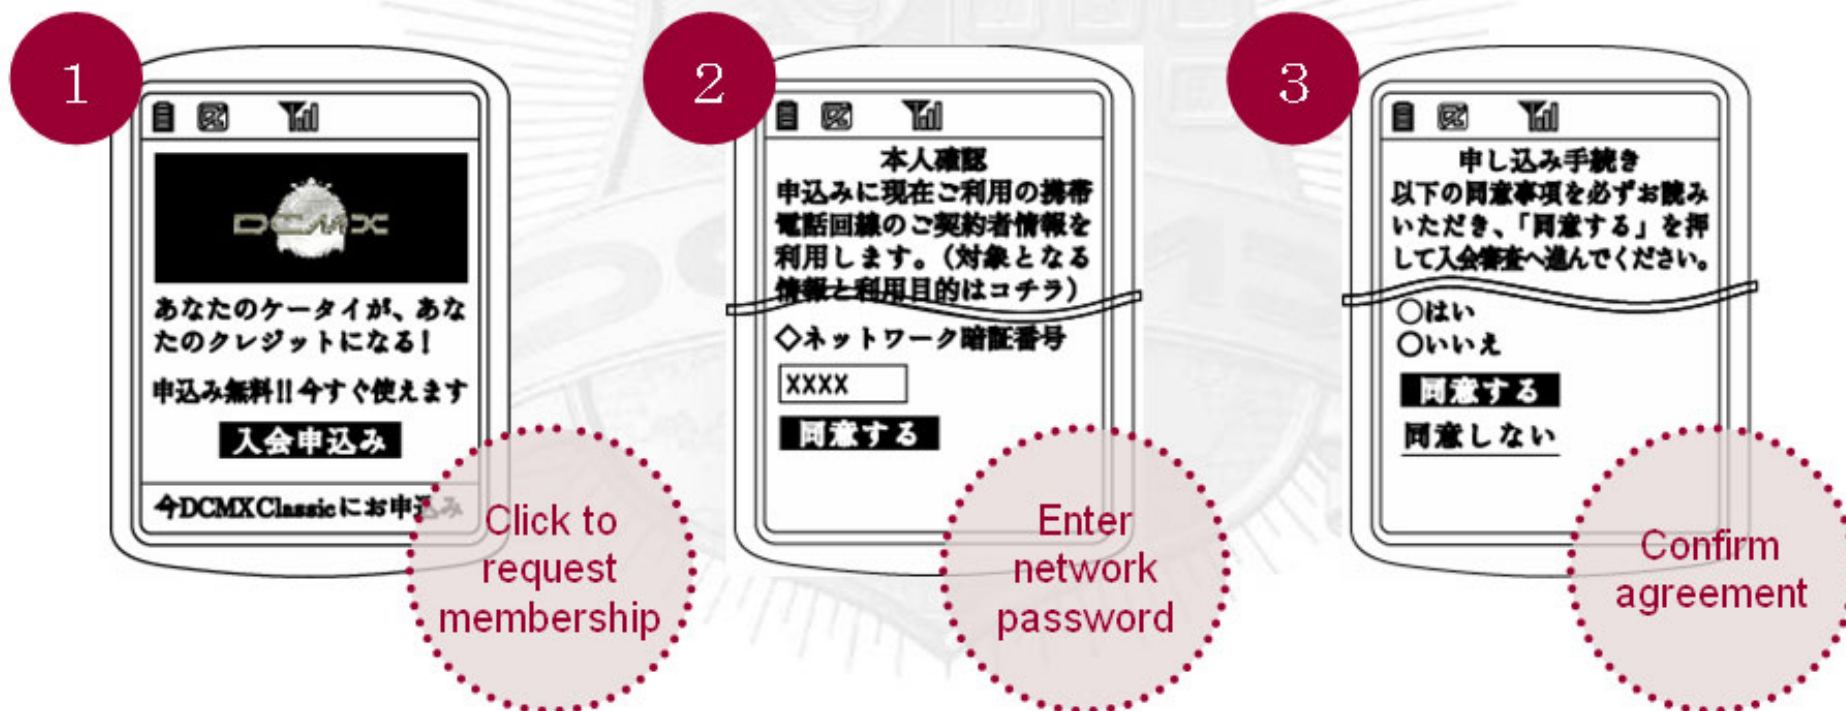 1
DCMX
あなたのケータイが、あな
たのクレジットになる!
申込み無料!!今すぐ使えます
入会申込み
今DCMX Classicにお申込み
Click to
request
membership
2
本人確認
申込みに現在ご利用の携帯
電話回線のご契約者情報を
利用します。(対象となる
情報と利用目的はコチラ)
◇ネットワーク暗証番号
XXXX
同意する
Enter
network
password
3
申し込み手続き
以下の同意事項を必ずお読み
いただき、「同意する」を押
して入会審査へ進んでください。
○はい
○いいえ
同意する
同意しない
Confirm
agreement